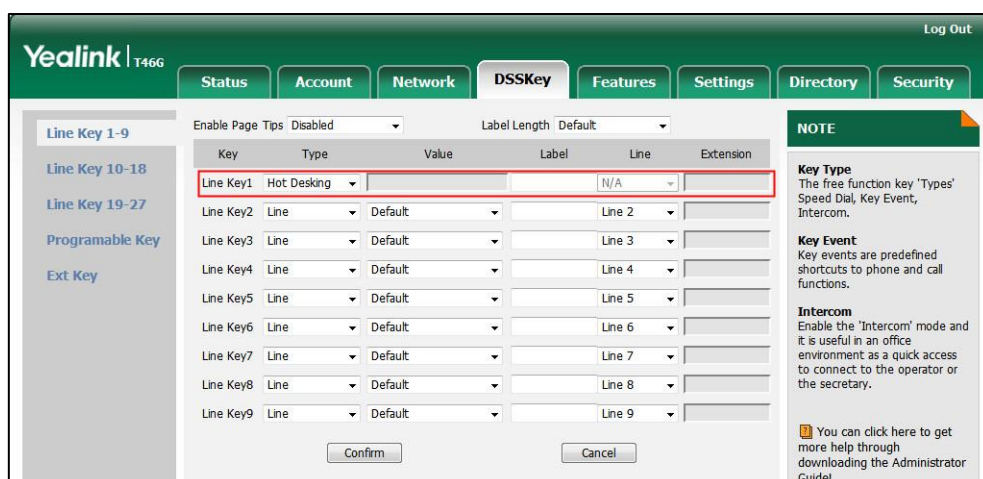 Log Out
Yealink | T46G
Status Account Network DSSKey Features Settings Directory Security
Line Key 1-9
Line Key 10-18
Line Key 19-27
Programable Key
Ext Key
Enable Page Tips Disabled Label Length Default
Key Type Value Label Line Extension
Line Key1 Hot Desking N/A
Line Key2 Line Default Line 2
Line Key3 Line Default Line 3
Line Key4 Line Default Line 4
Line Key5 Line Default Line 5
Line Key6 Line Default Line 6
Line Key7 Line Default Line 7
Line Key8 Line Default Line 8
Line Key9 Line Default Line 9
Confirm Cancel
NOTE
Key Type
The free function key 'Types'
Speed Dial, Key Event,
Intercom.
Key Event
Key events are predefined
shortcuts to phone and call
functions.
Intercom
Enable the 'Intercom' mode and
it is useful in an office
environment as a quick access
to connect to the operator or
the secretary.
You can click here to get
more help through
downloading the Administrator
Guide!